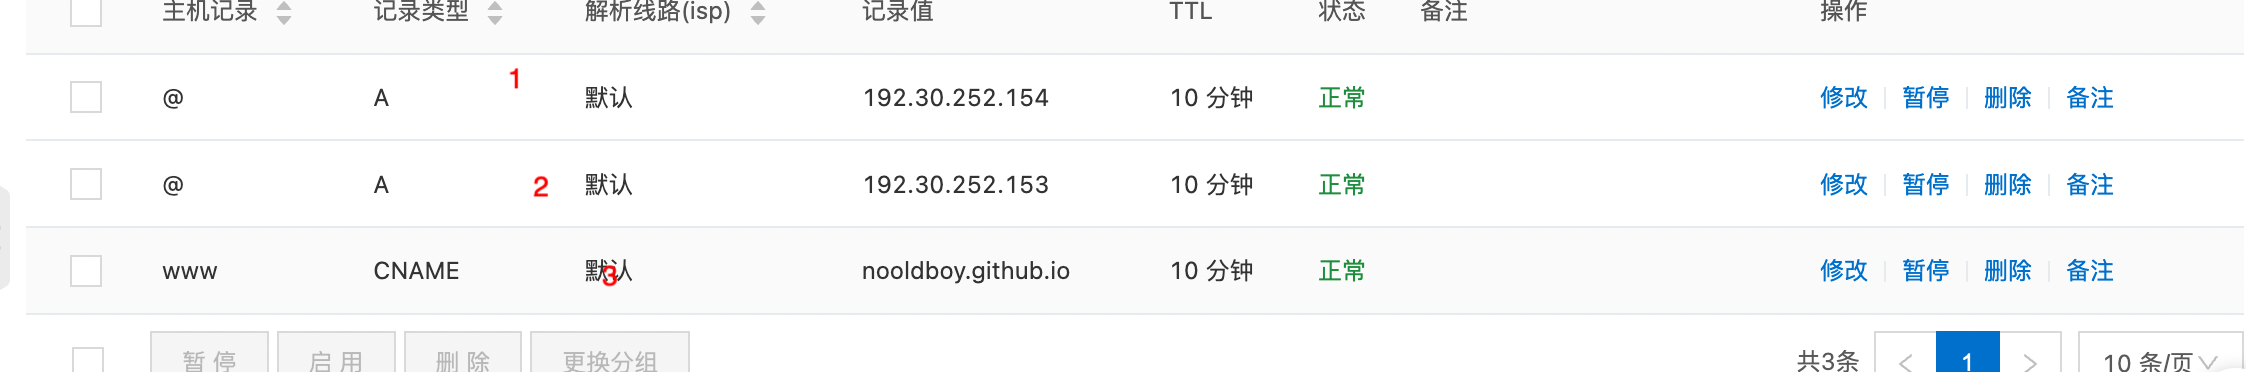 主机记录 记录类型 解析线路(isp) 记录值 TTL 状态 备注 操作
@ A 1 默认 192.30.252.154 10 分钟 正常 修改 暂停 删除 备注
@ A 2 默认 192.30.252.153 10 分钟 正常 修改 暂停 删除 备注
www CNAME 默认 3 nooldboy.github.io 10 分钟 正常 修改 暂停 删除 备注
暂 停 启 用 删 除 更换分组 共3条 < 1 > 10 条/页